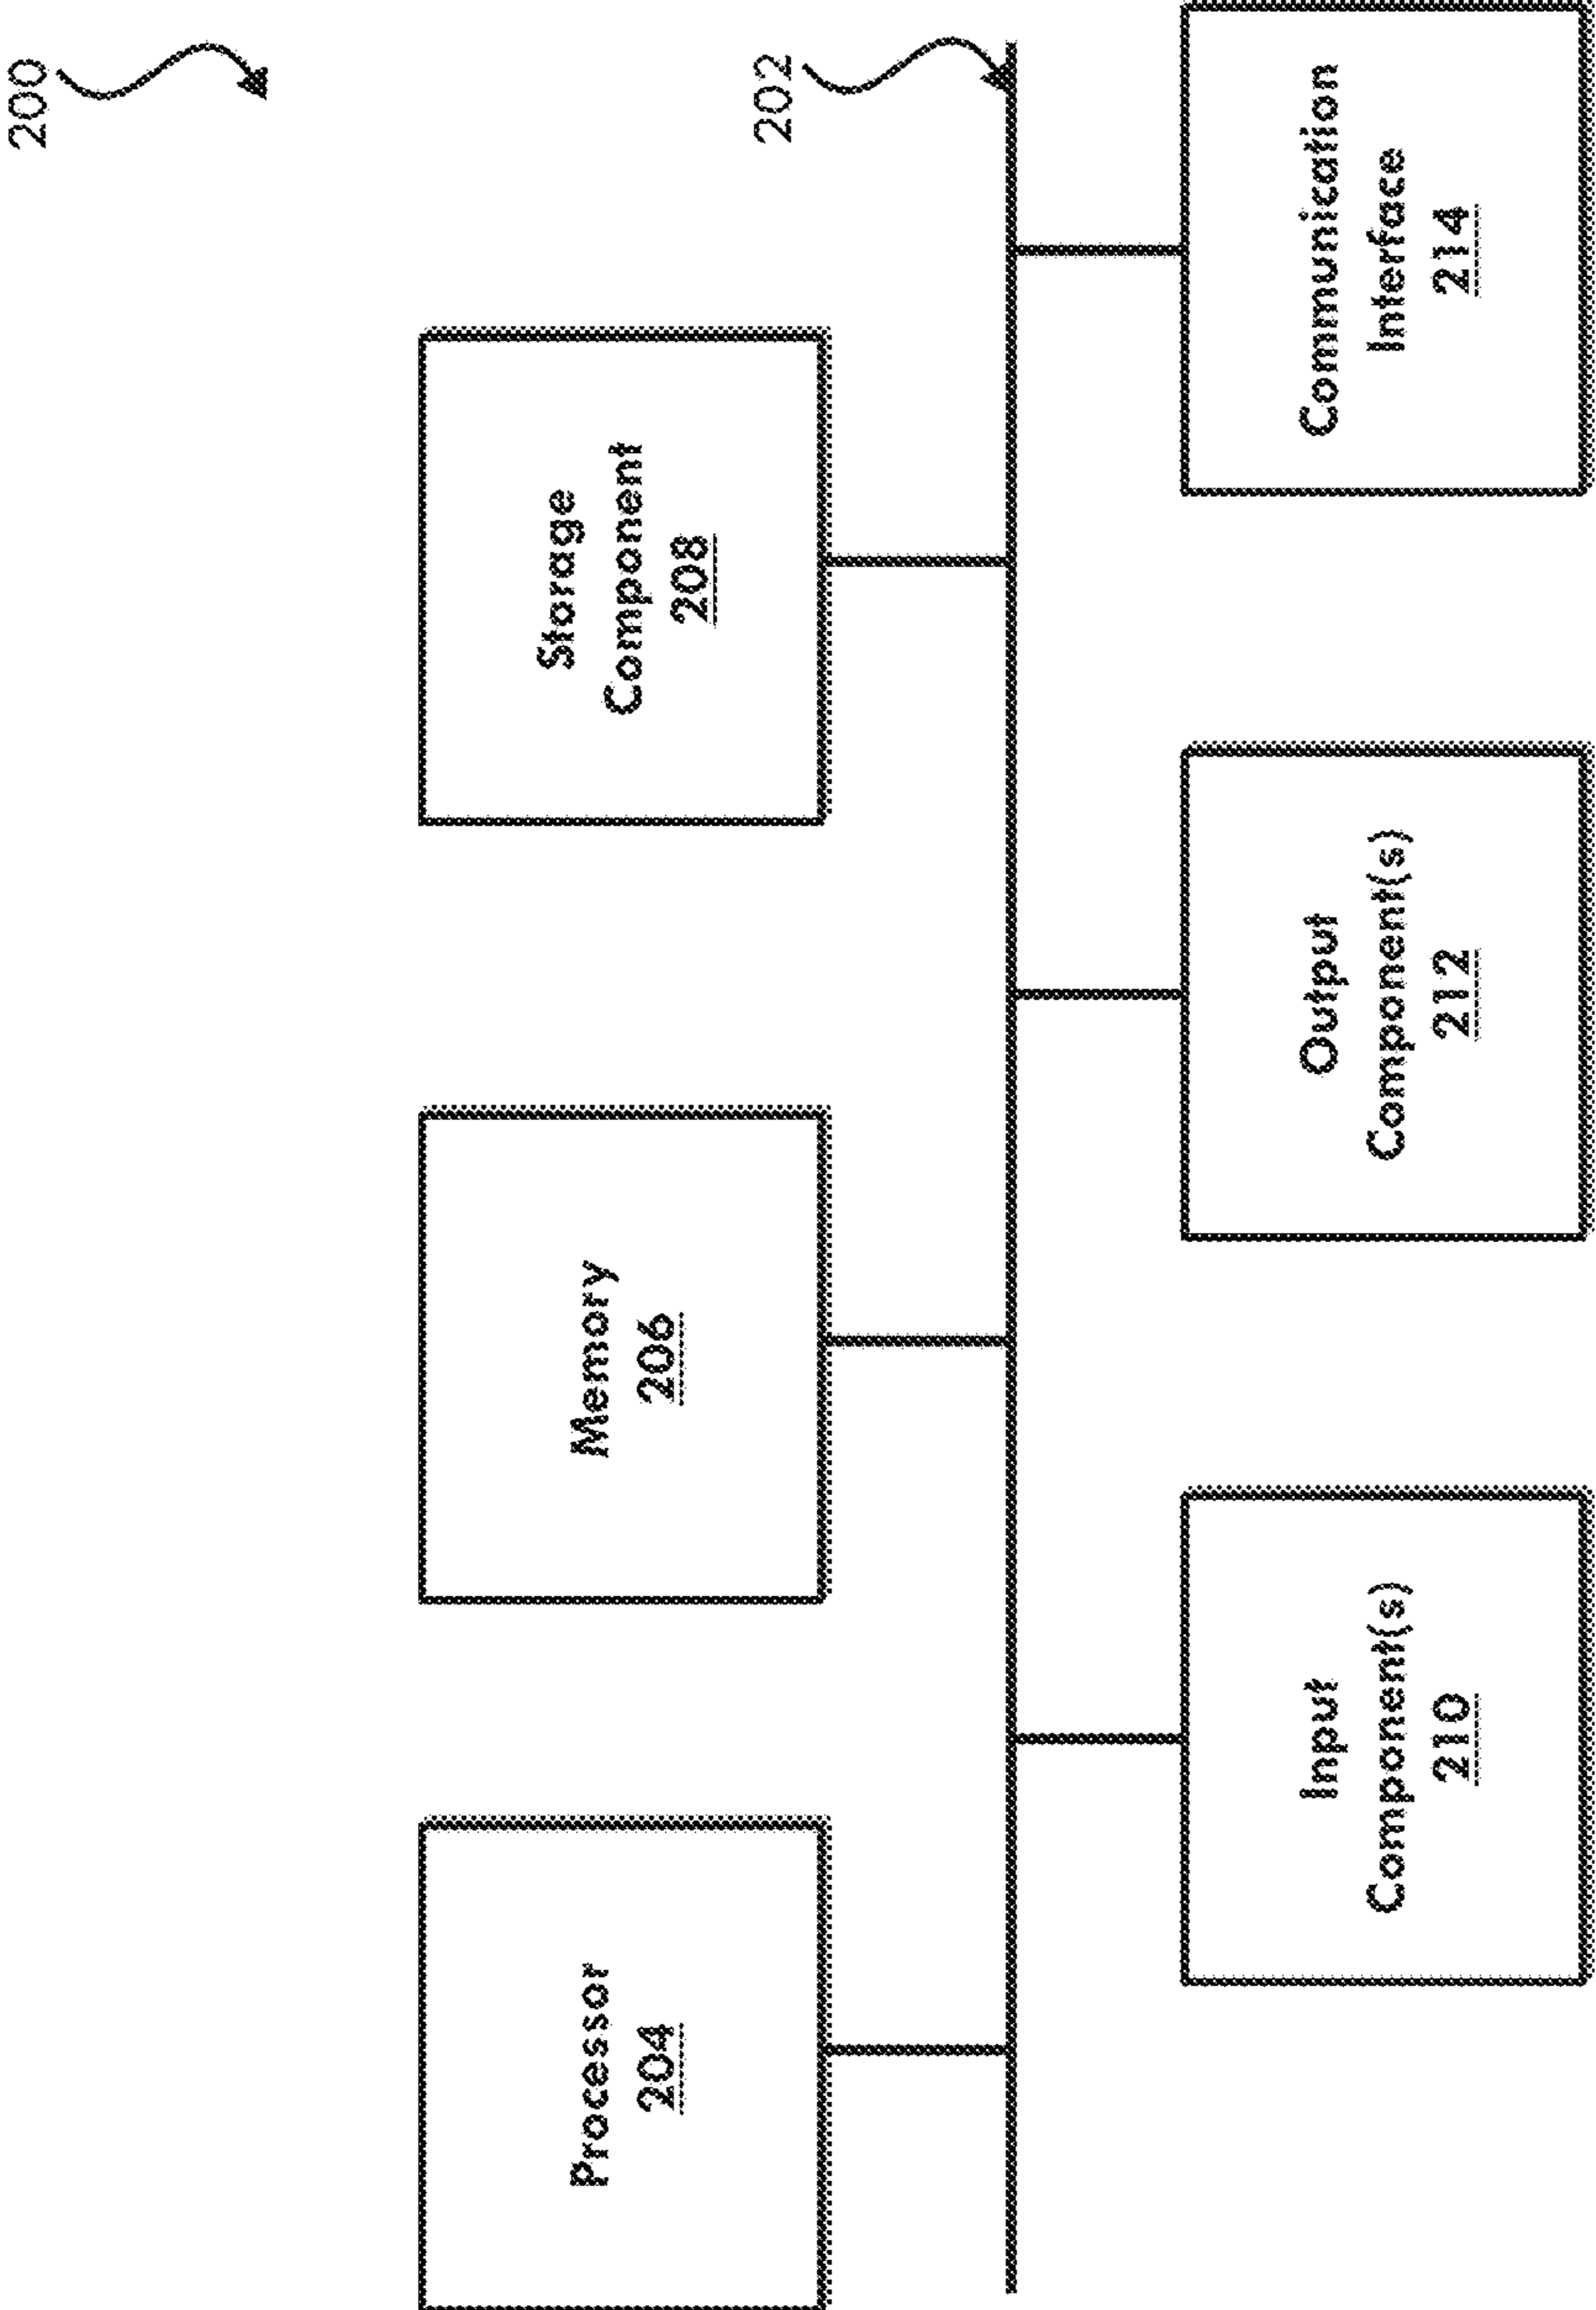 200
Processor
204
Memory
206
Storage
Component
208
202
Input
Component(s)
210
Output
Component(s)
212
Communication
Interface
214